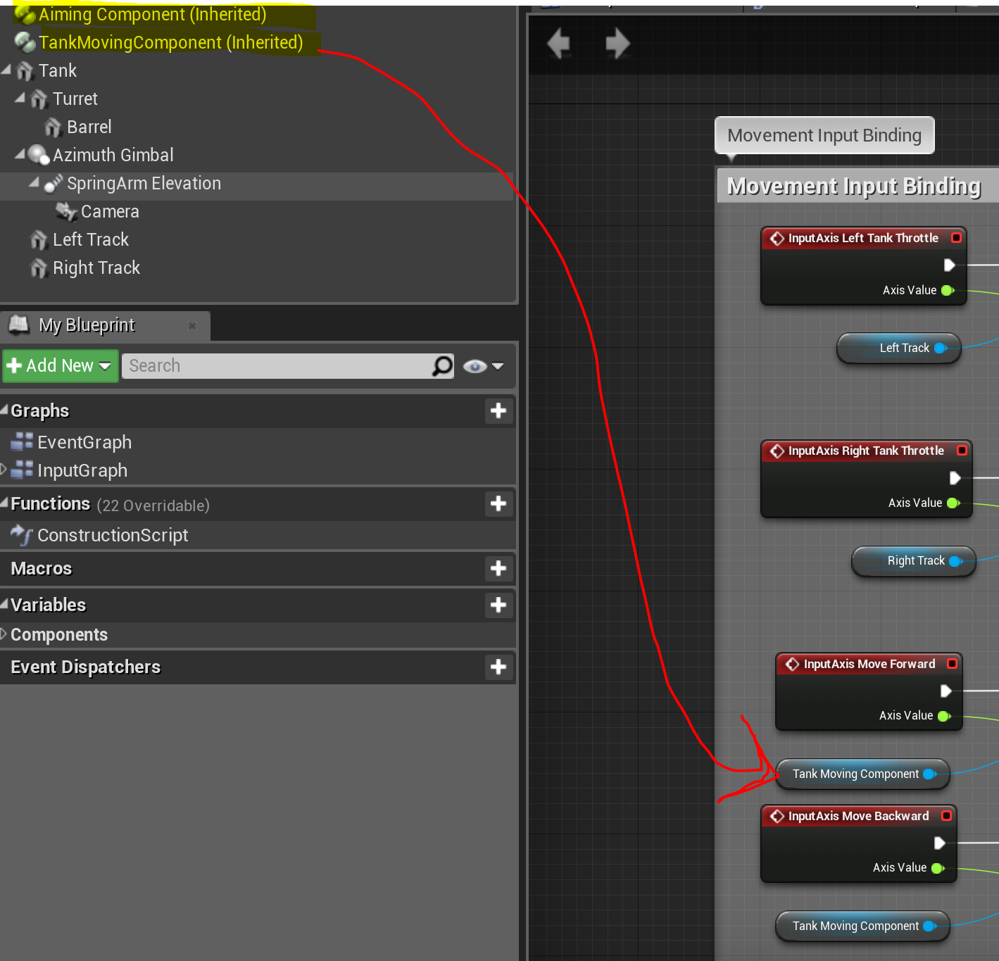 Aiming Component (Inherited)
TankMovingComponent (Inherited)
Tank
Turret
Barrel
Azimuth Gimbal
SpringArm Elevation
Camera
Left Track
Right Track
My Blueprint
Add New
Search
Graphs
EventGraph
InputGraph
Functions (22 Overridable)
ConstructionScript
Macros
Variables
Components
Event Dispatchers
Movement Input Binding
Movement Input Binding
InputAxis Left Tank Throttle
Axis Value
Left Track
InputAxis Right Tank Throttle
Axis Value
Right Track
InputAxis Move Forward
Axis Value
Tank Moving Component
InputAxis Move Backward
Axis Value
Tank Moving Component